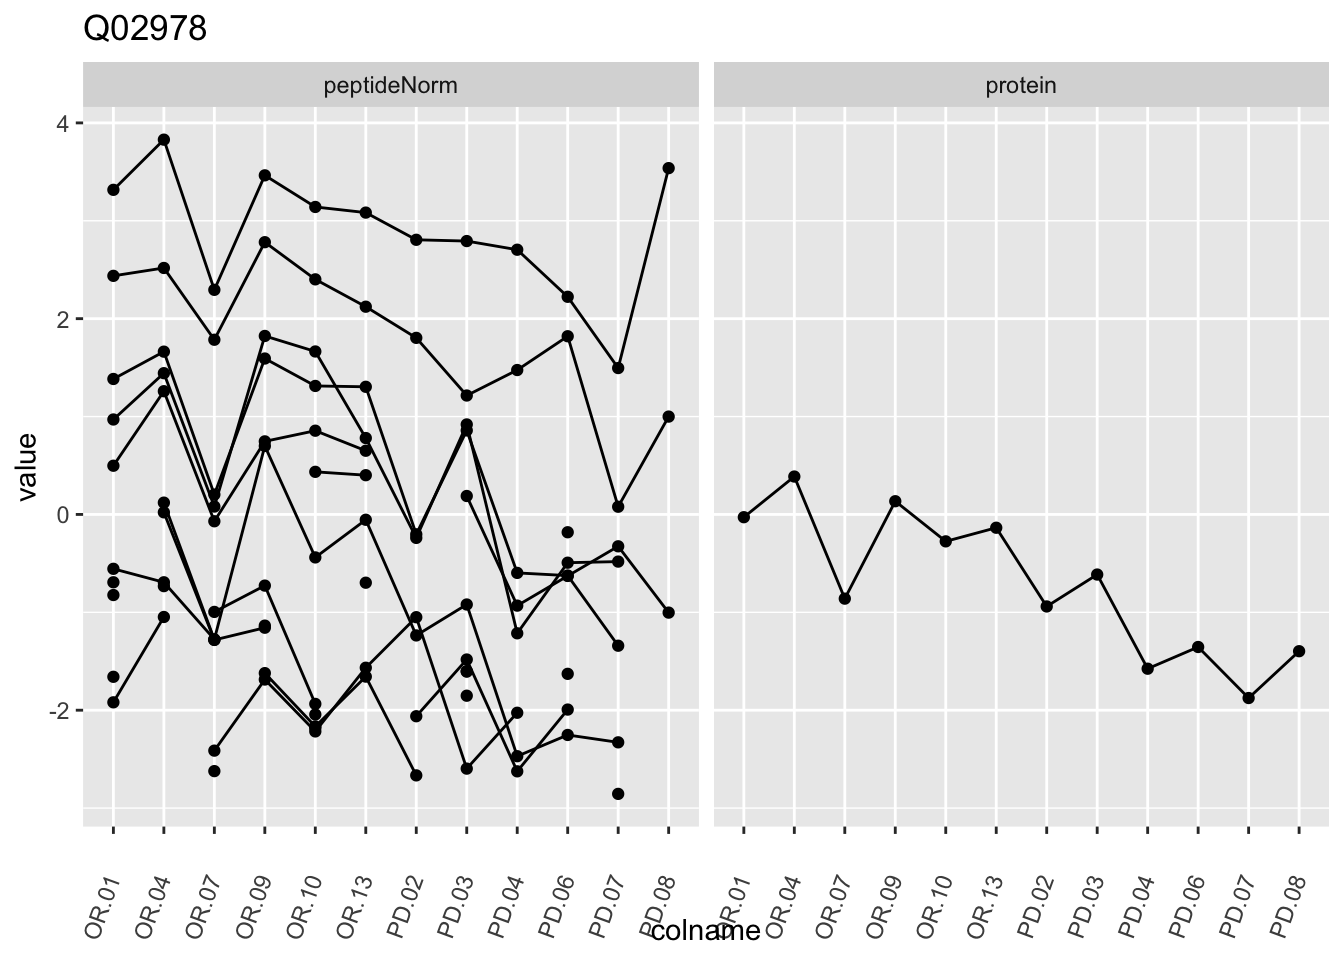 Q02978
peptideNorm
protein
value
4
2
0
-2
OR.01
OR.04
OR.07
OR.09
OR.10
OR.13
PD.02
PD.03
PD.04
PD.06
PD.07
PD.08
OR.01
OR.04
OR.07
OR.09
OR.10
OR.13
PD.02
PD.03
PD.04
PD.06
PD.07
PD.08
colname